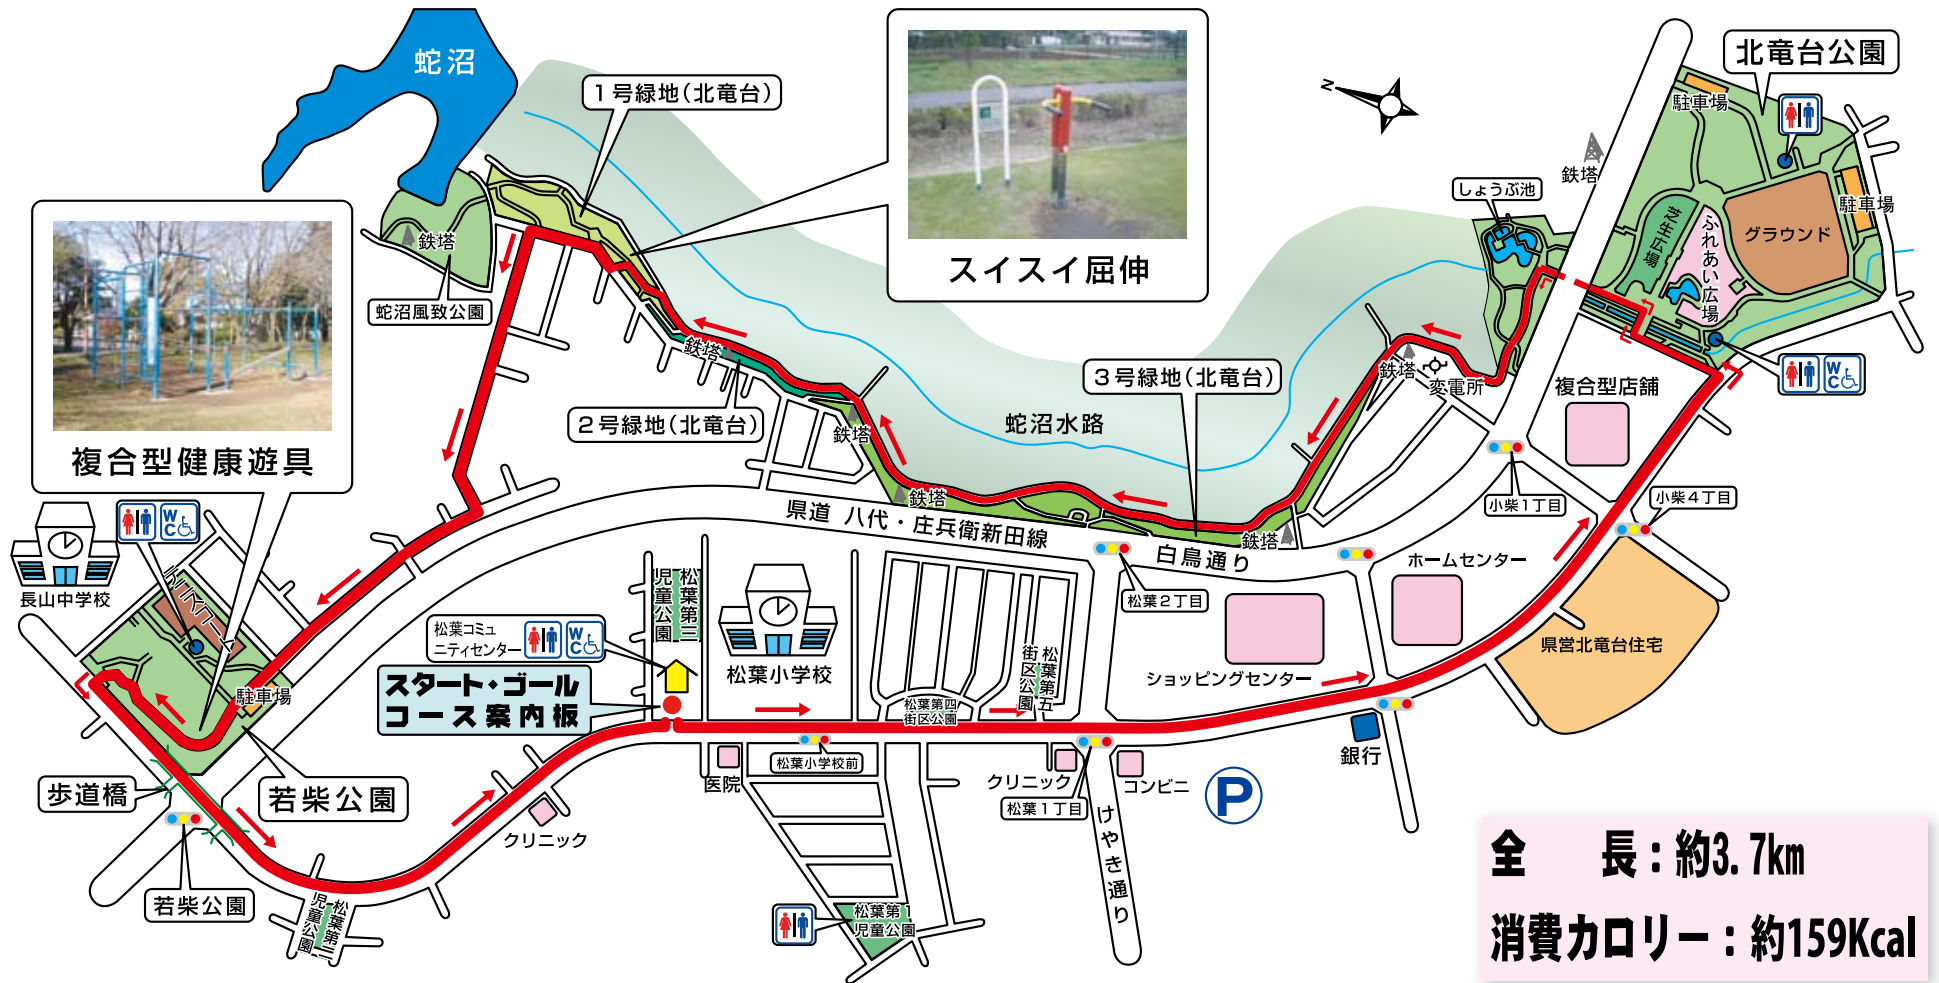 蛇沼
1号緑地(北竜台)
スイスイ屈伸
N
北竜台公園
駐車場
鉄塔
しょうぶ池
駐車場
芝生広場
ふれあい広場
グラウンド
鉄塔
蛇沼風致公園
複合型健康遊具
鉄塔
2号緑地(北竜台)
鉄塔
鉄塔
蛇沼水路
3号緑地(北竜台)
鉄塔
変電所
複合型店舗
WC
小柴1丁目
小柴4丁目
県道 八代・庄兵衛新田線
白鳥通り
鉄塔
ホームセンター
長山中学校
WC
テニスコート
駐車場
松葉コミュ
ニティセンター
WC
松葉第三
児童公園
松葉小学校
スタート・ゴール
コース案内板
松葉第五
街区公園
松葉第四
街区公園
松葉2丁目
ショッピングセンター
県営北竜台住宅
歩道橋
若柴公園
若柴公園
クリニック
医院
松葉小学校前
クリニック
松葉1丁目
コンビニ
P
銀行
けやき通り
松葉第二
児童公園
松葉第1
児童公園
全 長:約3.7km
消費カロリー:約159Kcal